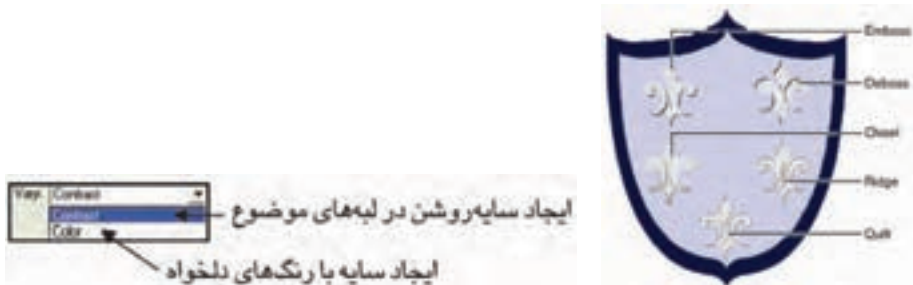 Emboss
Deboss
Chisel
Ridge
Quilt
Vary: Contrast
Contrast
Color
ایجاد سایه‌روشن در لبه‌های موضوع
ایجاد سایه با رنگ‌های دلخواه